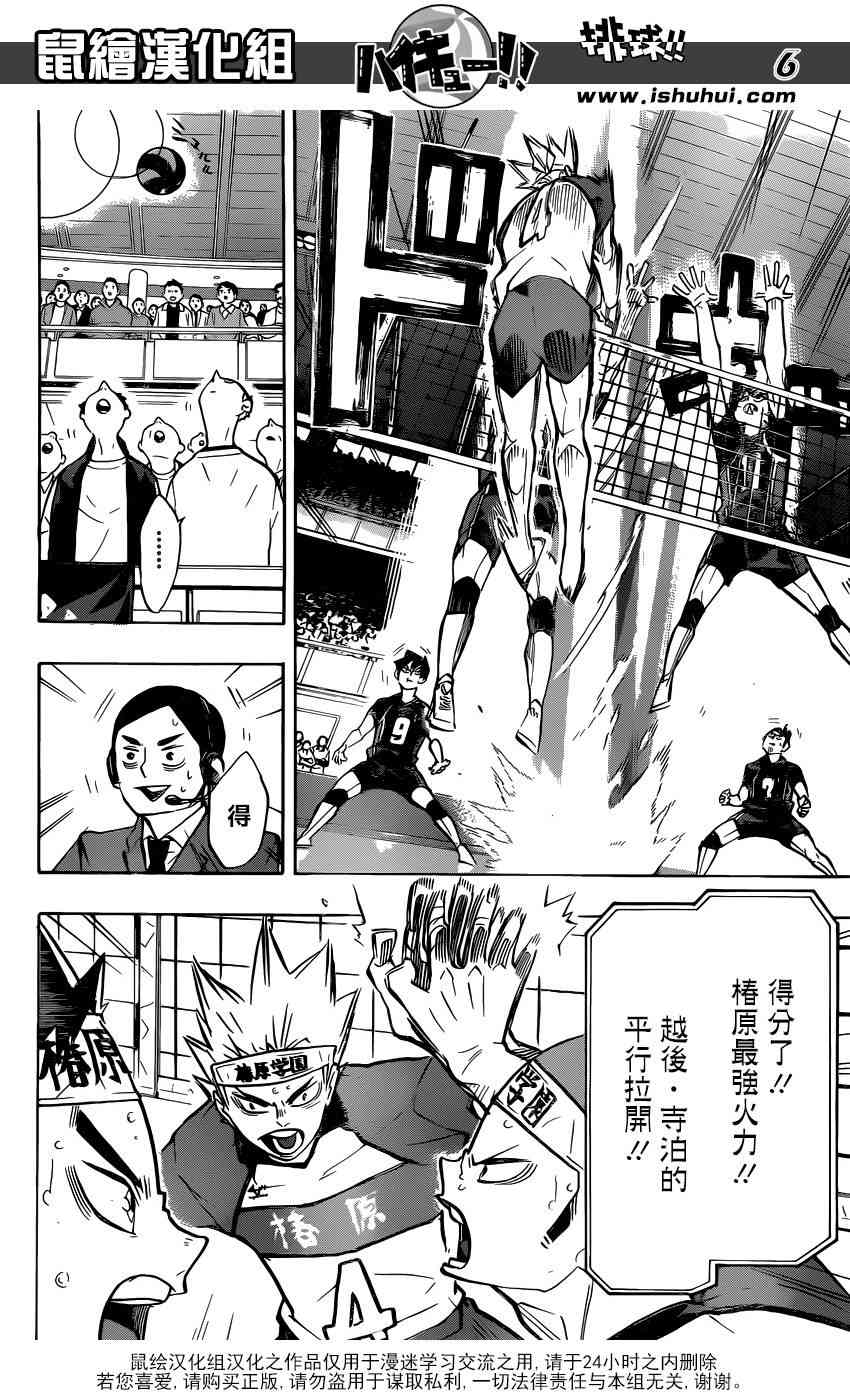 鼠繪漢化組
ハイキュー!!
排球!!
6
www.ishuhui.com
ド
9
……
得
得分了!!
椿原最強火力!!
越後・寺泊的
平行拉開!!
椿原
椿原学園
学園
椿原
4
鼠绘汉化组汉化之作品仅用于漫迷学习交流之用, 请于24小时之内删除
若您喜爱, 请购买正版, 请勿盗用于谋取私利, 一切法律责任与本组无关, 谢谢。